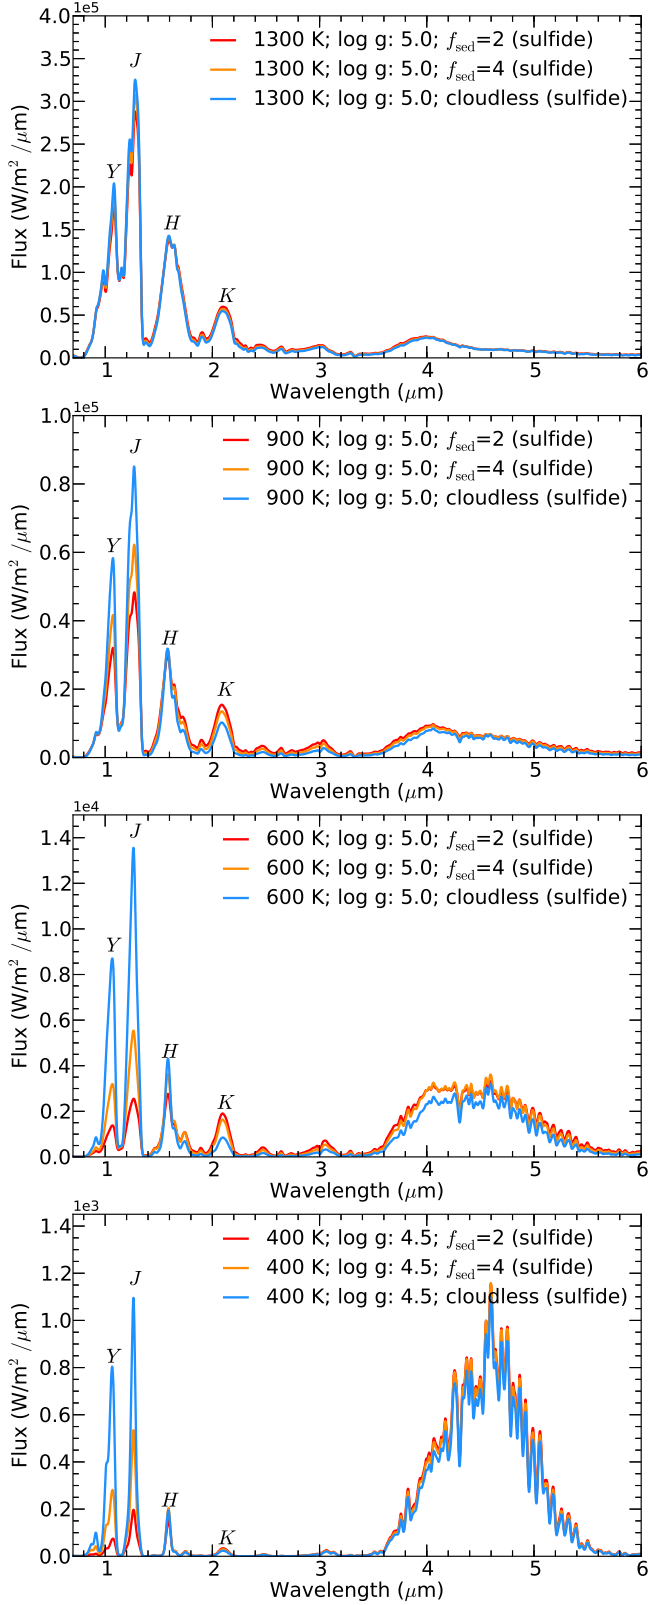 1e5
4.0
3.5
3.0
2.5
2.0
1.5
1.0
0.5
0.0
Flux (W/m² /μm)
1300 K; log g: 5.0; fsed=2 (sulfide)
1300 K; log g: 5.0; fsed=4 (sulfide)
1300 K; log g: 5.0; cloudless (sulfide)
J
Y
H
K
1 2 3 4 5 6
Wavelength (μm)
1e5
1.0
0.8
0.6
0.4
0.2
0.0
Flux (W/m² /μm)
900 K; log g: 5.0; fsed=2 (sulfide)
900 K; log g: 5.0; fsed=4 (sulfide)
900 K; log g: 5.0; cloudless (sulfide)
J
Y
H
K
1 2 3 4 5 6
Wavelength (μm)
1e4
1.4
1.2
1.0
0.8
0.6
0.4
0.2
0.0
Flux (W/m² /μm)
600 K; log g: 5.0; fsed=2 (sulfide)
600 K; log g: 5.0; fsed=4 (sulfide)
600 K; log g: 5.0; cloudless (sulfide)
J
Y
H
K
1 2 3 4 5 6
Wavelength (μm)
1e3
1.4
1.2
1.0
0.8
0.6
0.4
0.2
0.0
Flux (W/m² /μm)
400 K; log g: 4.5; fsed=2 (sulfide)
400 K; log g: 4.5; fsed=4 (sulfide)
400 K; log g: 4.5; cloudless (sulfide)
J
Y
H
K
1 2 3 4 5 6
Wavelength (μm)